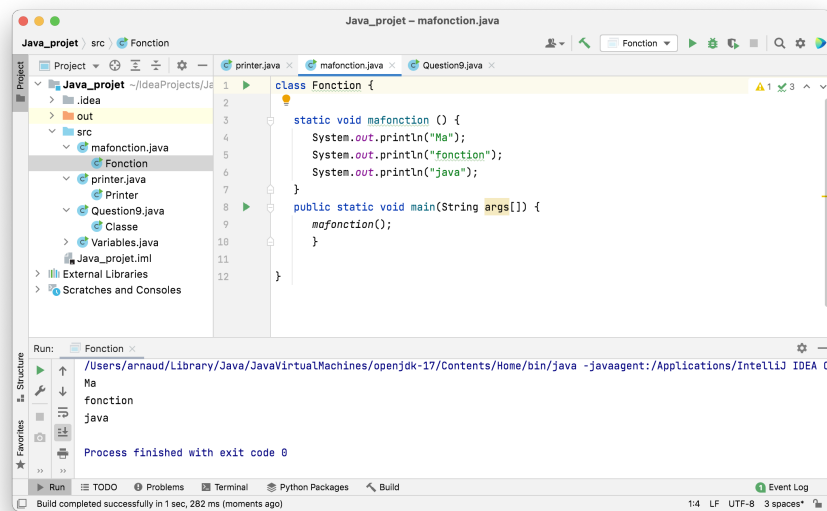 Java_projet – mafonction.java
Java_projet src Fonction
Fonction
Project
Project
printer.java
mafonction.java
Question9.java
Java_projet ~/IdeaProjects/Ja
.idea
out
src
mafonction.java
Fonction
printer.java
Printer
Question9.java
Classe
Variables.java
Java_projet.iml
External Libraries
Scratches and Consoles
1 class Fonction {
2
3 static void mafonction () {
4 System.out.println("Ma");
5 System.out.println("fonction");
6 System.out.println("java");
7 }
8 public static void main(String args[]) {
9 mafonction();
10 }
11
12 }
1 3
Run: Fonction
Structure
Favorites
/Users/arnaud/Library/Java/JavaVirtualMachines/openjdk-17/Contents/Home/bin/java -javaagent:/Applications/IntelliJ IDEA C
Ma
fonction
java
Process finished with exit code 0
Run TODO Problems Terminal Python Packages Build 1 Event Log
Build completed successfully in 1 sec, 282 ms (moments ago) 1:4 LF UTF-8 3 spaces*